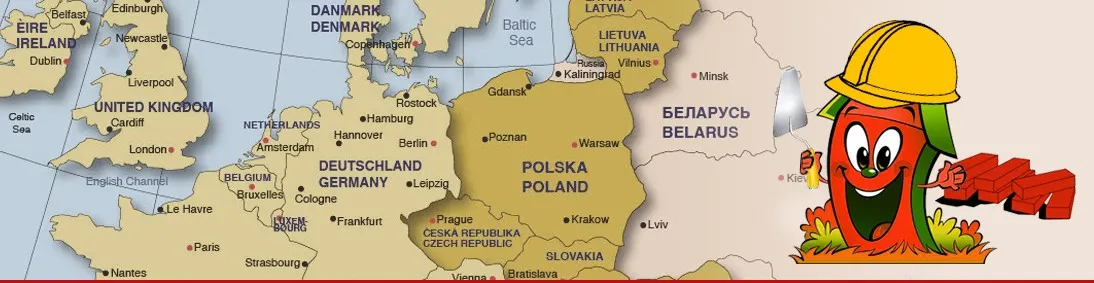 LATVIA
DANMARK
DENMARK
Edinburgh
Belfast
ÈIRE
IRELAND
Newcastle
Dublin
Baltic
Sea
Copenhagen
LIETUVA
LITHUANIA
Russia
Vilnius
Kaliningrad
Minsk
Liverpool
UNITED KINGDOM
Celtic
Sea
Cardiff
London
Gdansk
Rostock
Hamburg
NETHERLANDS
Amsterdam
Hannover
Berlin
Poznan
Warsaw
БЕЛАРУСЬ
BELARUS
DEUTSCHLAND
GERMANY
POLSKA
POLAND
English Channel
BELGIUM
Bruxelles
Cologne
Leipzig
Kiev
Le Havre
LUXEM-
BOURG
Frankfurt
Prague
ČESKÁ REPUBLIKA
CZECH REPUBLIC
Krakow
Lviv
Paris
Strasbourg
SLOVAKIA
Nantes
Vienna
Bratislava